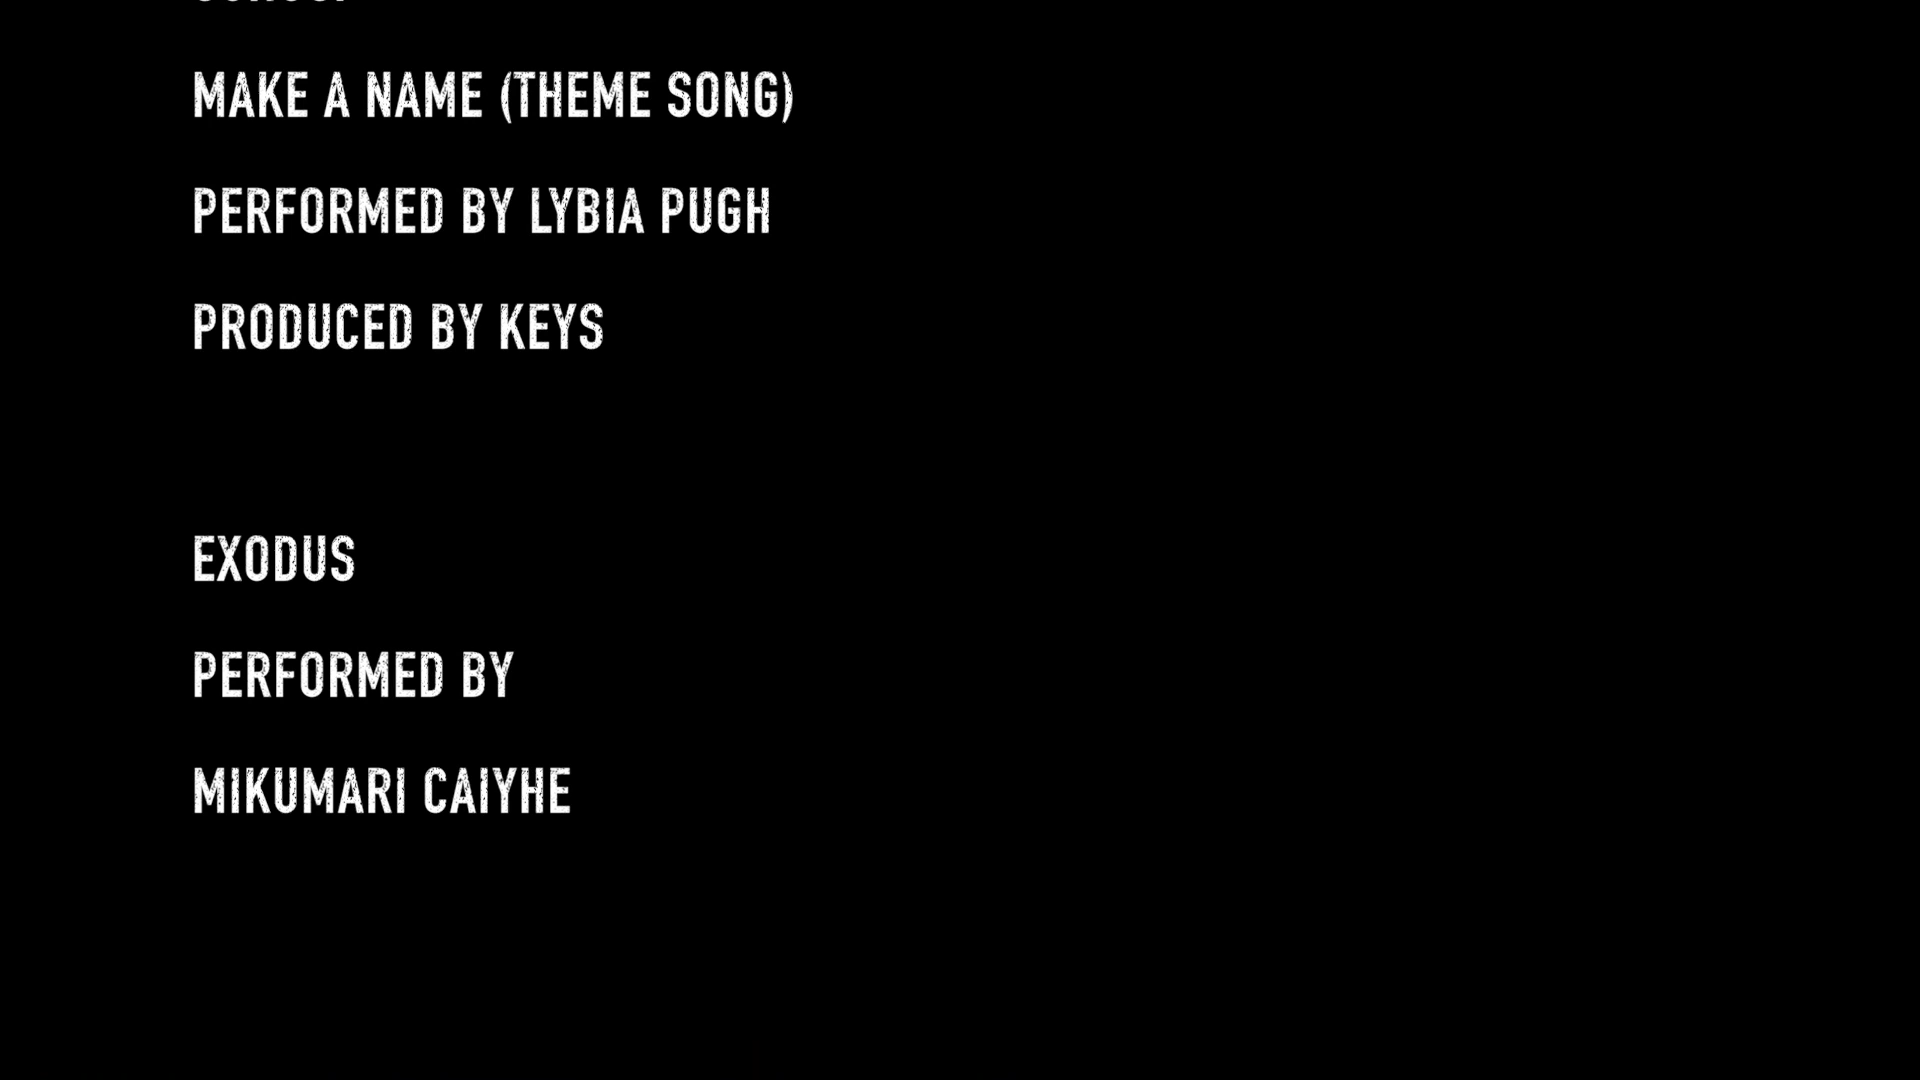 MAKE A NAME (THEME SONG)
PERFORMED BY LYBIA PUGH
PRODUCED BY KEYS
EXODUS
PERFORMED BY
MIKUMARI CAIYHE